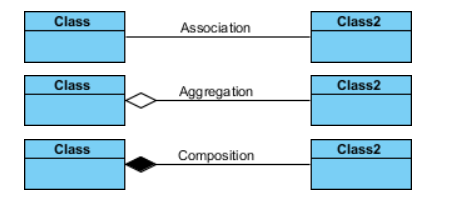 Class Association Class2
Class Aggregation Class2
Class Composition Class2